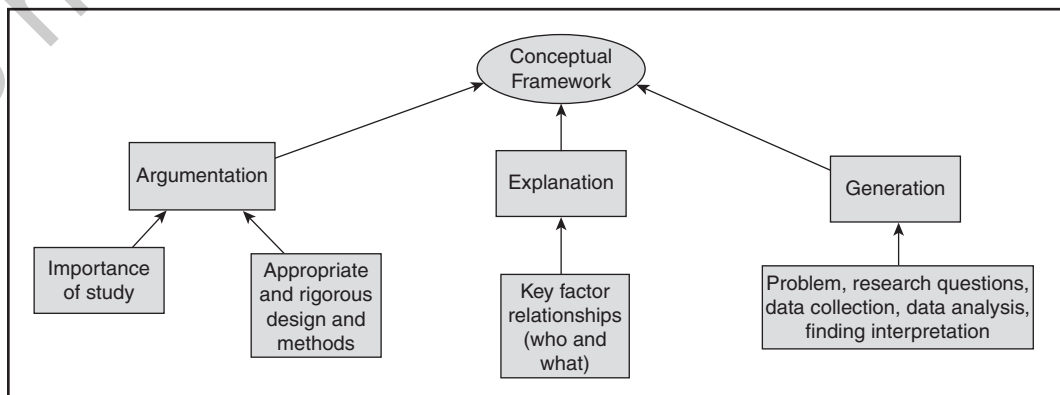 Conceptual
Framework
Argumentation
Explanation
Generation
Importance
of study
Appropriate
and rigorous
design and
methods
Key factor
relationships
(who and
what)
Problem, research questions,
data collection, data analysis,
finding interpretation